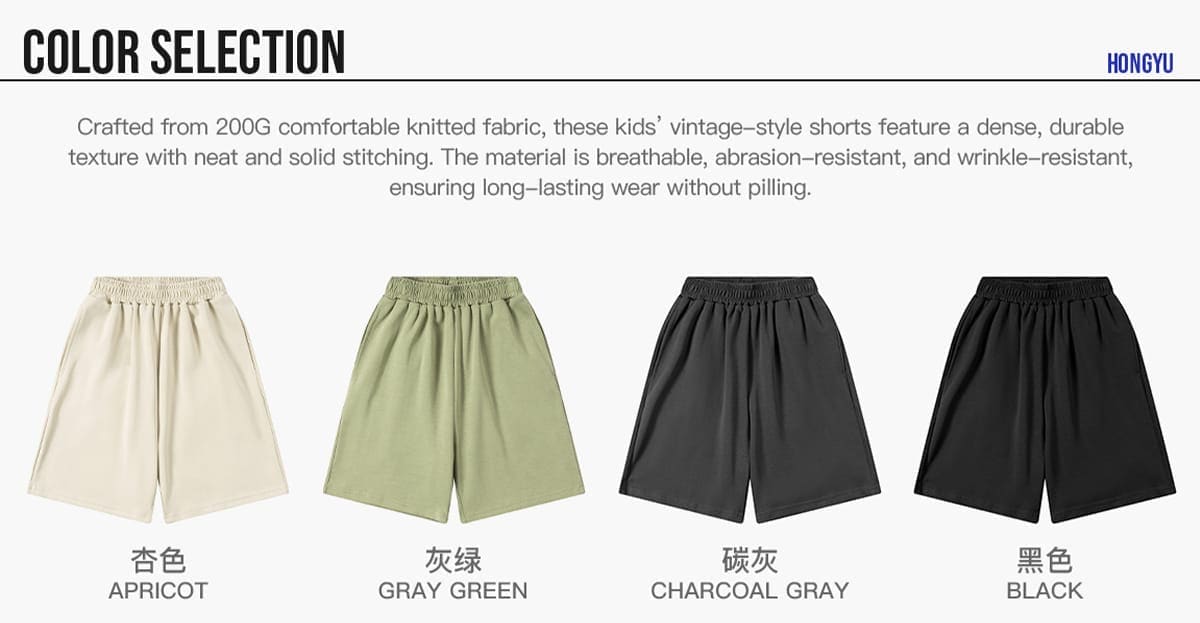 COLOR SELECTION
HONGYU
Crafted from 200G comfortable knitted fabric, these kids’ vintage–style shorts feature a dense, durable
texture with neat and solid stitching. The material is breathable, abrasion–resistant, and wrinkle–resistant,
ensuring long–lasting wear without pilling.
杏色
APRICOT
灰绿
GRAY GREEN
碳灰
CHARCOAL GRAY
黑色
BLACK